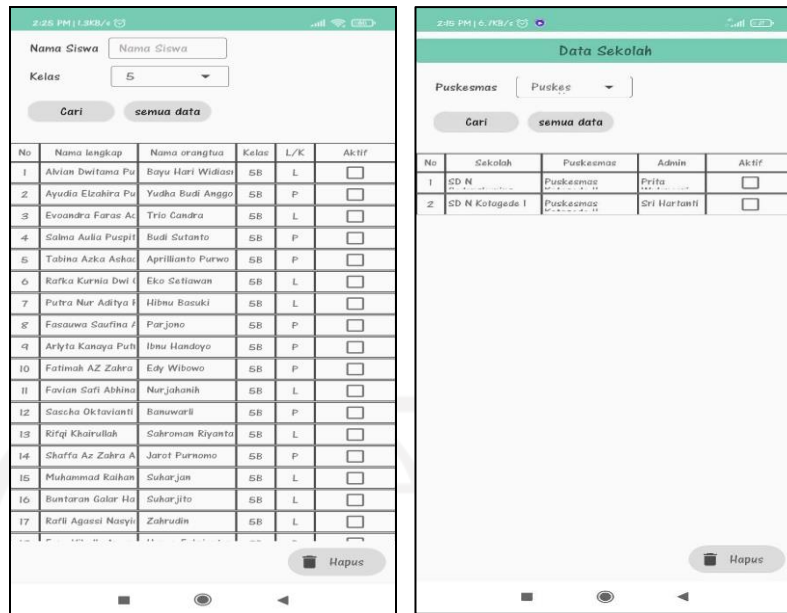 2:25 PM | 1.3KB/s
Nama Siswa Nama Siswa
Kelas 5
Cari semua data
No Nama lengkap Nama orangtua Kelas L/K Aktif
1 Alvian Dwitama Pu Bayu Hari Widiasi 5B L
2 Ayudia Elzahira Pu Yudha Budi Anggo 5B P
3 Evoandra Faras Ac Trio Candra 5B L
4 Salma Aulia Puspit Budi Sutanto 5B P
5 Tabina Azka Ashad Aprillianto Purwo 5B P
6 Rafka Kurnia Dwi Eko Setiawan 5B L
7 Putra Nur Aditya Hibnu Basuki 5B L
8 Fasauwa Saufina Parjono 5B P
9 Arlyta Kanaya Puh Ibnu Handoyo 5B P
10 Fatimah AZ Zahra Edy Wibowo 5B P
11 Favian Safi Abhina Nurjahanih 5B L
12 Sascha Oktavianti Banuwarli 5B P
13 Rifqi Khairullah Sahroman Riyanta 5B L
14 Shaffa Az Zahra A Jarot Purnomo 5B P
15 Muhammad Raihan Suharjan 5B L
16 Buntaran Galar Ha Suharjito 5B L
17 Rafli Agassi Nasyi Zahrudin 5B L
Hapus
2:15 PM | 6.7KB/s
Data Sekolah
Puskesmas Puskes
Cari semua data
No Sekolah Puskesmas Admin Aktif
1 SD N Puskesmas Prita
2 SD N Kotagede 1 Puskesmas Sri Hartanti
Hapus